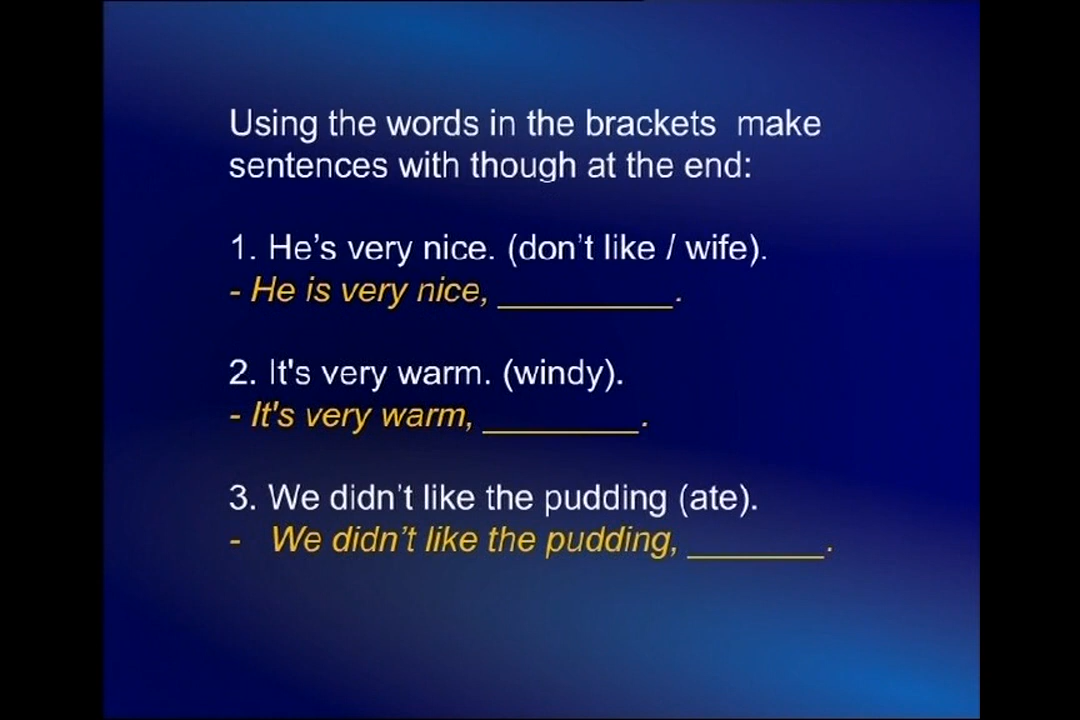 Using the words in the brackets  make
sentences with though at the end:
1. He’s very nice. (don’t like / wife).
- He is very nice, _________.
2. It's very warm. (windy).
- It's very warm, ________.
3. We didn’t like the pudding (ate).
-   We didn’t like the pudding, _______.